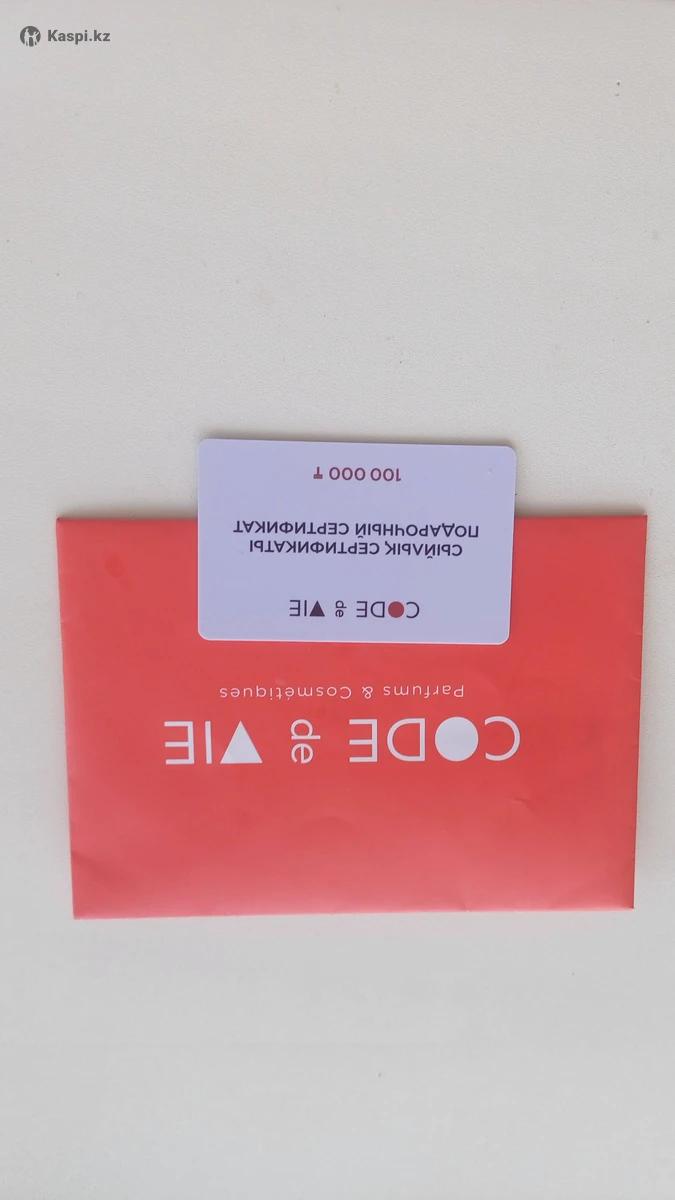 Kaspi.kz
CODE de VIE
СЫЙЛЫҚ СЕРТИФИКАТЫ
ПОДАРОЧНЫЙ СЕРТИФИКАТ
100 000 ₸
CODE de VIE
Parfums & Cosmétiques